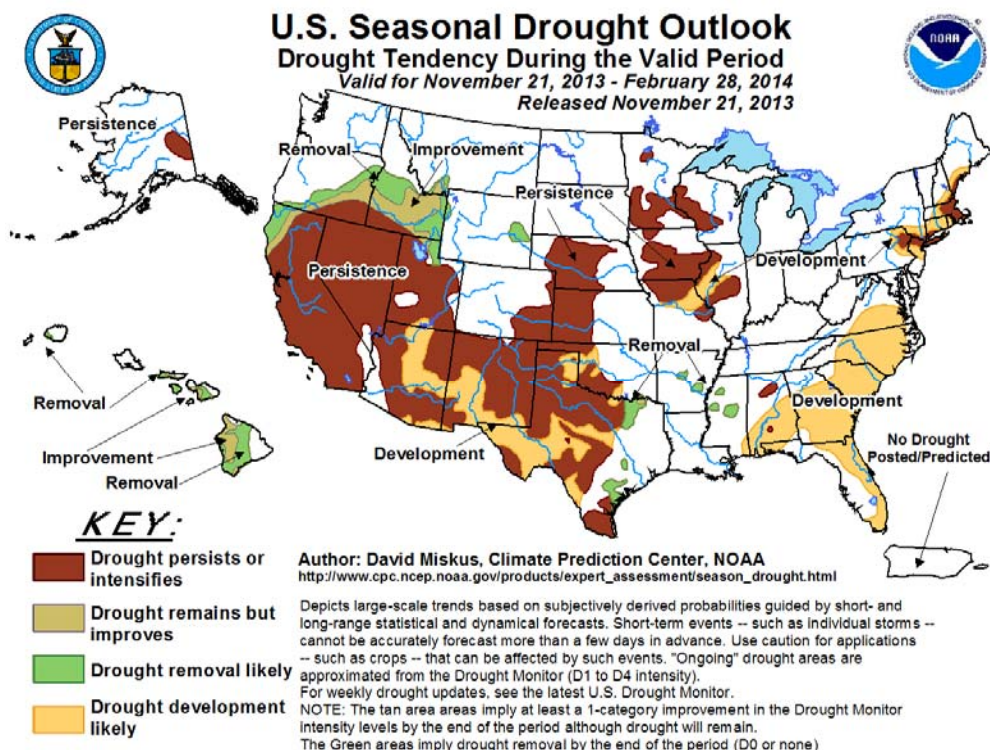 U.S. Seasonal Drought Outlook
Drought Tendency During the Valid Period
Valid for November 21, 2013 - February 28, 2014
Released November 21, 2013
NOAA
Persistence
Removal
Improvement
Persistence
Persistence
Development
Removal
Removal
Development
Development
Improvement
Removal
No Drought
Posted/Predicted
KEY:
Drought persists or
intensifies
Drought remains but
improves
Drought removal likely
Drought development
likely
Author: David Miskus, Climate Prediction Center, NOAA
http://www.cpc.ncep.noaa.gov/products/expert_assessment/season_drought.html
Depicts large-scale trends based on subjectively derived probabilities guided by short- and
long-range statistical and dynamical forecasts. Short-term events -- such as individual storms --
cannot be accurately forecast more than a few days in advance. Use caution for applications
-- such as crops -- that can be affected by such events. "Ongoing" drought areas are
approximated from the Drought Monitor (D1 to D4 intensity).
For weekly drought updates, see the latest U.S. Drought Monitor.
NOTE: The tan area areas imply at least a 1-category improvement in the Drought Monitor
intensity levels by the end of the period although drought will remain.
The Green areas imply drought removal by the end of the period (D0 or none)